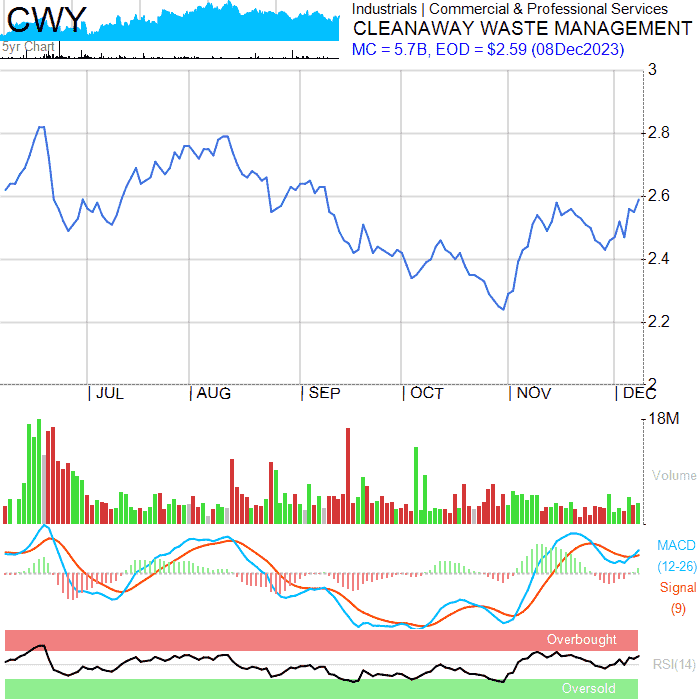 CWY
5yr Chart
Industrials | Commercial & Professional Services
CLEANAWAY WASTE MANAGEMENT
MC = 5.7B, EOD = $2.59 (08Dec2023)
3
2.8
2.6
2.4
2.2
2
| JUL | AUG | SEP | OCT | NOV | DEC
18M
Volume
MACD
(12-26)
Signal
(9)
Overbought
RSI(14)
Oversold